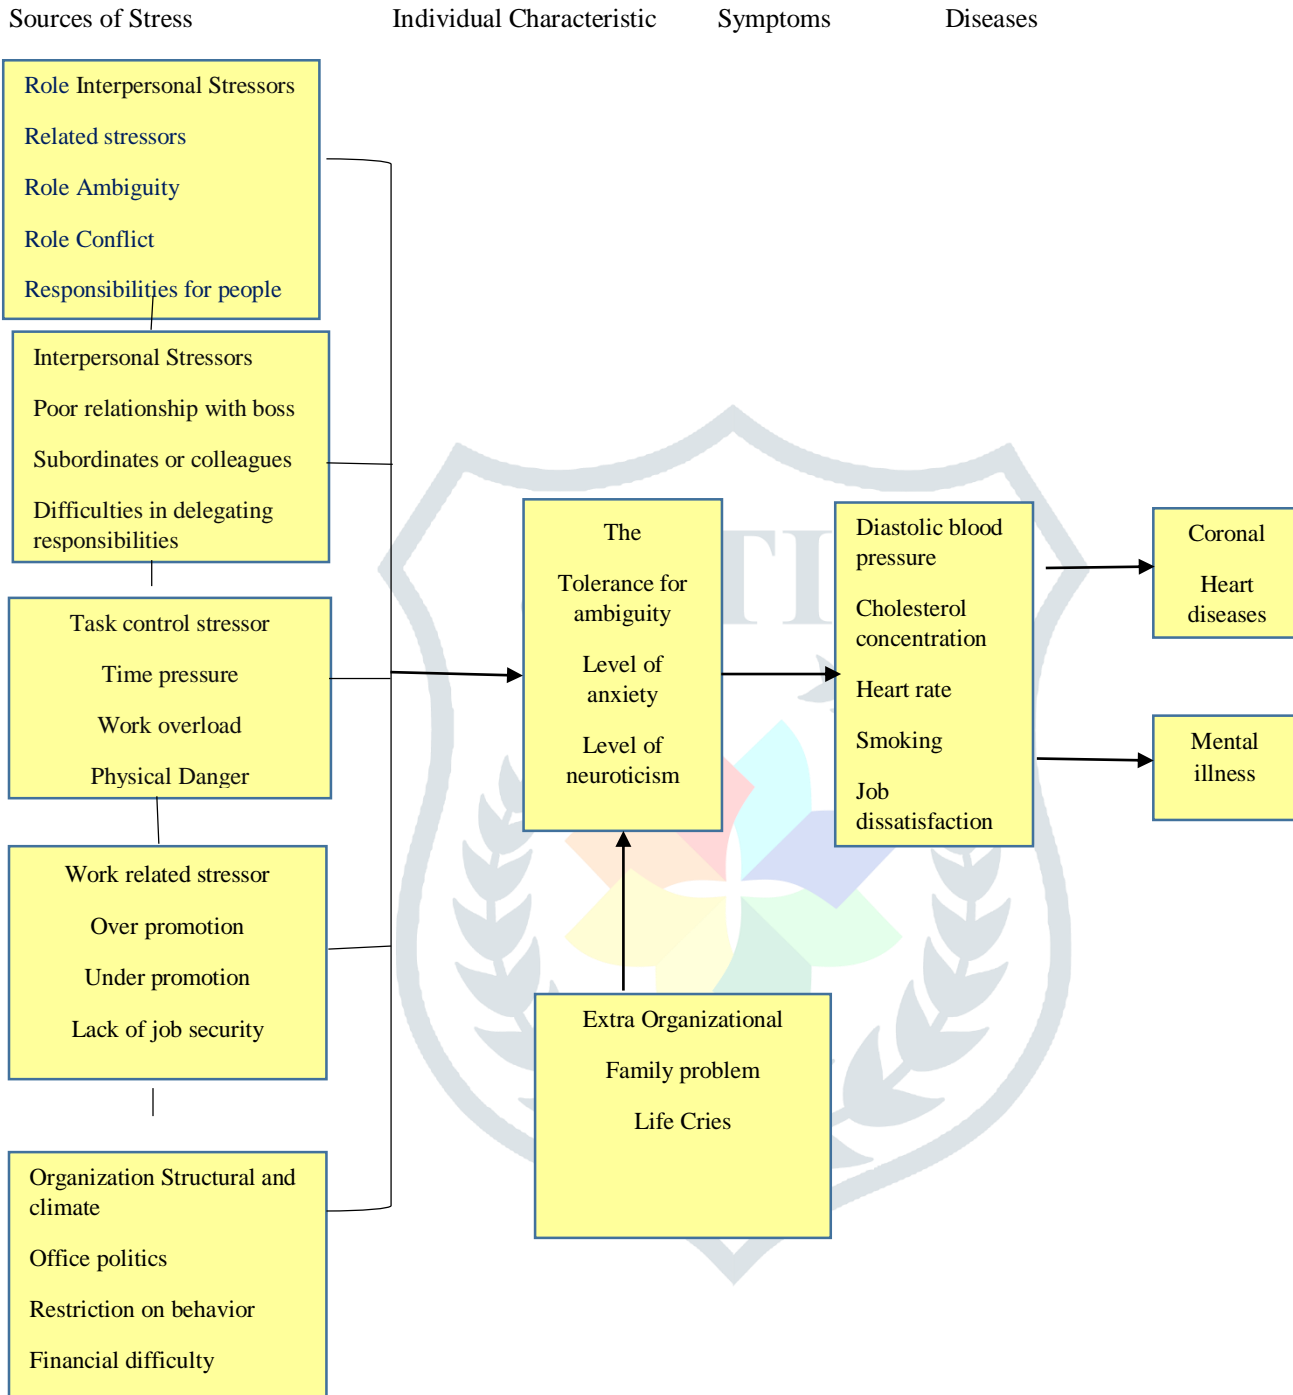 Sources of Stress
Individual Characteristic
Symptoms
Diseases
Role Interpersonal Stressors
Related stressors
Role Ambiguity
Role Conflict
Responsibilities for people
Interpersonal Stressors
Poor relationship with boss
Subordinates or colleagues
Difficulties in delegating
responsibilities
Task control stressor
Time pressure
Work overload
Physical Danger
Work related stressor
Over promotion
Under promotion
Lack of job security
Organization Structural and
climate
Office politics
Restriction on behavior
Financial difficulty
The
Tolerance for
ambiguity
Level of
anxiety
Level of
neuroticism
Extra Organizational
Family problem
Life Cries
Diastolic blood
pressure
Cholesterol
concentration
Heart rate
Smoking
Job
dissatisfaction
Coronal
Heart
diseases
Mental
illness